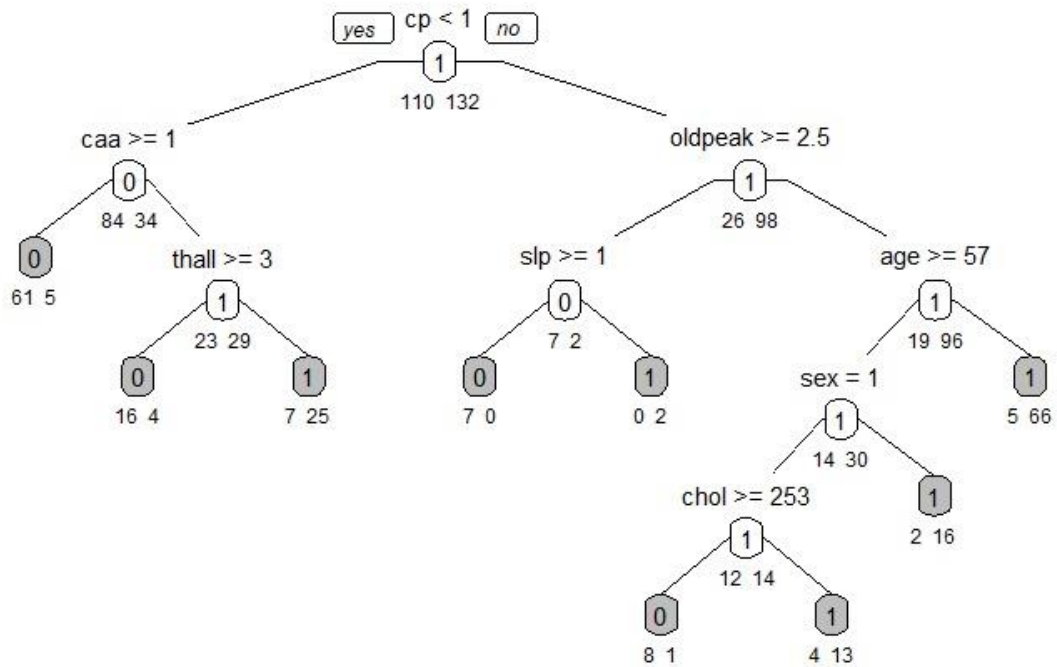 yes cp < 1 no
1
110 132
caa >= 1 oldpeak >= 2.5
0 1
84 34 26 98
thall >= 3 slp >= 1 age >= 57
0 1 0 1
61 5 23 29 7 2 19 96
sex = 1
0 1 0 1 1
16 4 7 25 7 0 0 2 5 66
1
14 30
chol >= 253 1
1 2 16
12 14
0 1
8 1 4 13